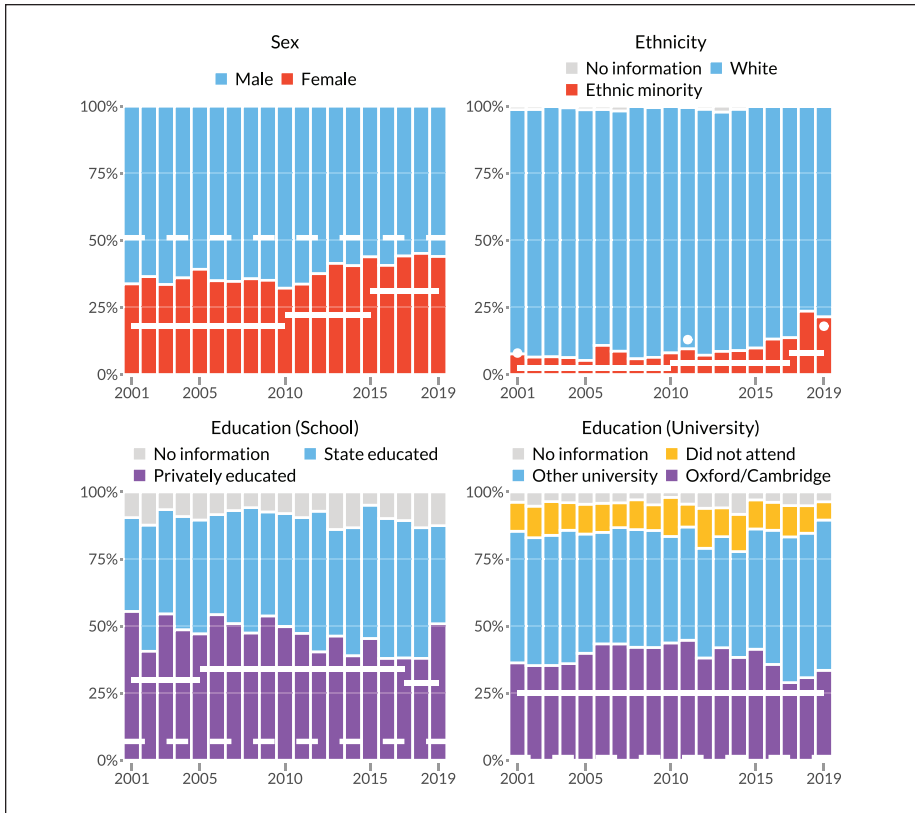 Sex
Male Female
100%
75%
50%
25%
0%
2001 2005 2010 2015 2019
Ethnicity
No information White
Ethnic minority
100%
75%
50%
25%
0%
2001 2005 2010 2015 2019
Education (School)
No information State educated
Privately educated
100%
75%
50%
25%
0%
2001 2005 2010 2015 2019
Education (University)
No information Did not attend
Other university Oxford/Cambridge
100%
75%
50%
25%
0%
2001 2005 2010 2015 2019